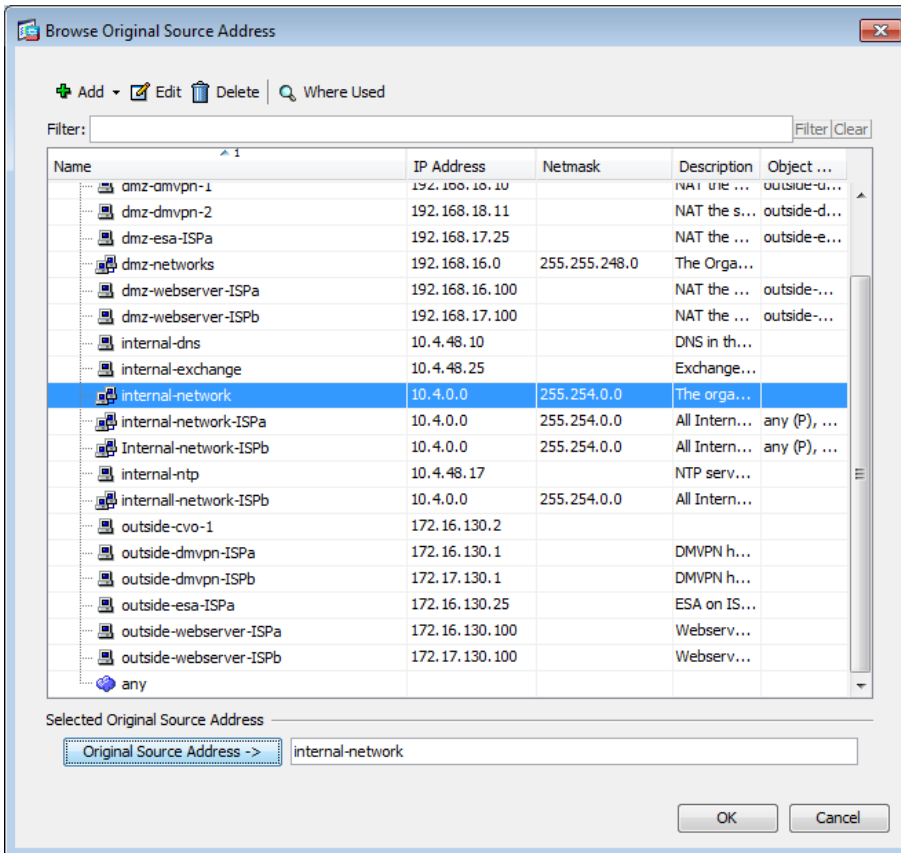 Browse Original Source Address
Add Edit Delete Where Used
Filter: Filter Clear
Name 1 IP Address Netmask Description Object ...
dmz-dmvpn-1 192.168.18.10 NAT the ... outside-d...
dmz-dmvpn-2 192.168.18.11 NAT the s... outside-d...
dmz-esa-ISPa 192.168.17.25 NAT the ... outside-e...
dmz-networks 192.168.16.0 255.255.248.0 The Orga...
dmz-webserver-ISPa 192.168.16.100 NAT the ... outside-...
dmz-webserver-ISPb 192.168.17.100 NAT the ... outside-...
internal-dns 10.4.48.10 DNS in th...
internal-exchange 10.4.48.25 Exchange...
internal-network 10.4.0.0 255.254.0.0 The orga...
internal-network-ISPa 10.4.0.0 255.254.0.0 All Intern... any (P), ...
Internal-network-ISPb 10.4.0.0 255.254.0.0 All Intern... any (P), ...
internal-ntp 10.4.48.17 NTP serv...
internall-network-ISPb 10.4.0.0 255.254.0.0 All Intern...
outside-cvo-1 172.16.130.2
outside-dmvpn-ISPa 172.16.130.1 DMVPN h...
outside-dmvpn-ISPb 172.17.130.1 DMVPN h...
outside-esa-ISPa 172.16.130.25 ESA on IS...
outside-webserver-ISPa 172.16.130.100 Webserv...
outside-webserver-ISPb 172.17.130.100 Webserv...
any
Selected Original Source Address
Original Source Address -> internal-network
OK Cancel